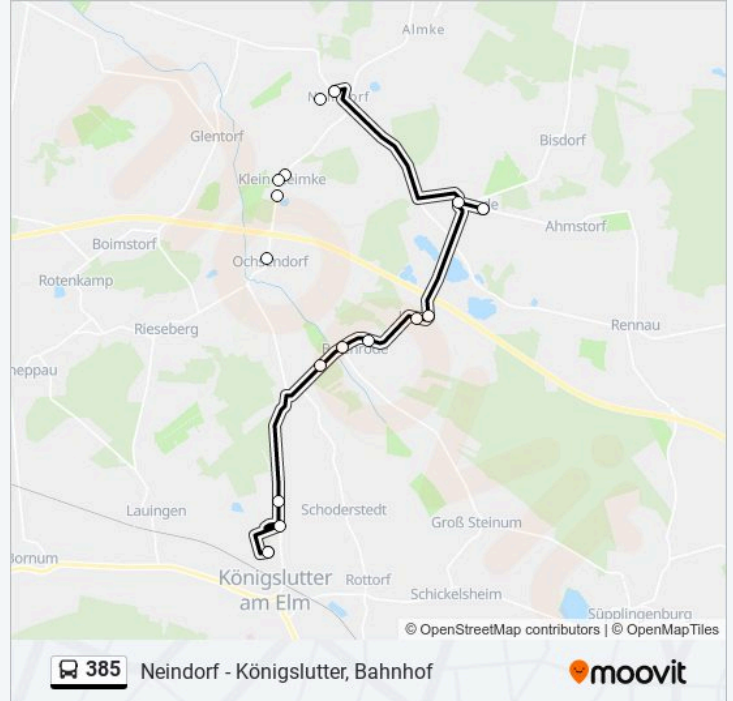 Almke
Glentorf
Bisdorf
Ahmstorf
Boimstorf
Ochsendorf
Rotenkamp
Rieseberg
Rennau
Lauingen
Schoderstedt
Groß Steinum
Bornum
Königslutter
am Elm
Rottorf
Schickelsheim
Süpplingenburg
© OpenStreetMap contributors | © OpenMapTiles
385 Neindorf - Königslutter, Bahnhof
moovit